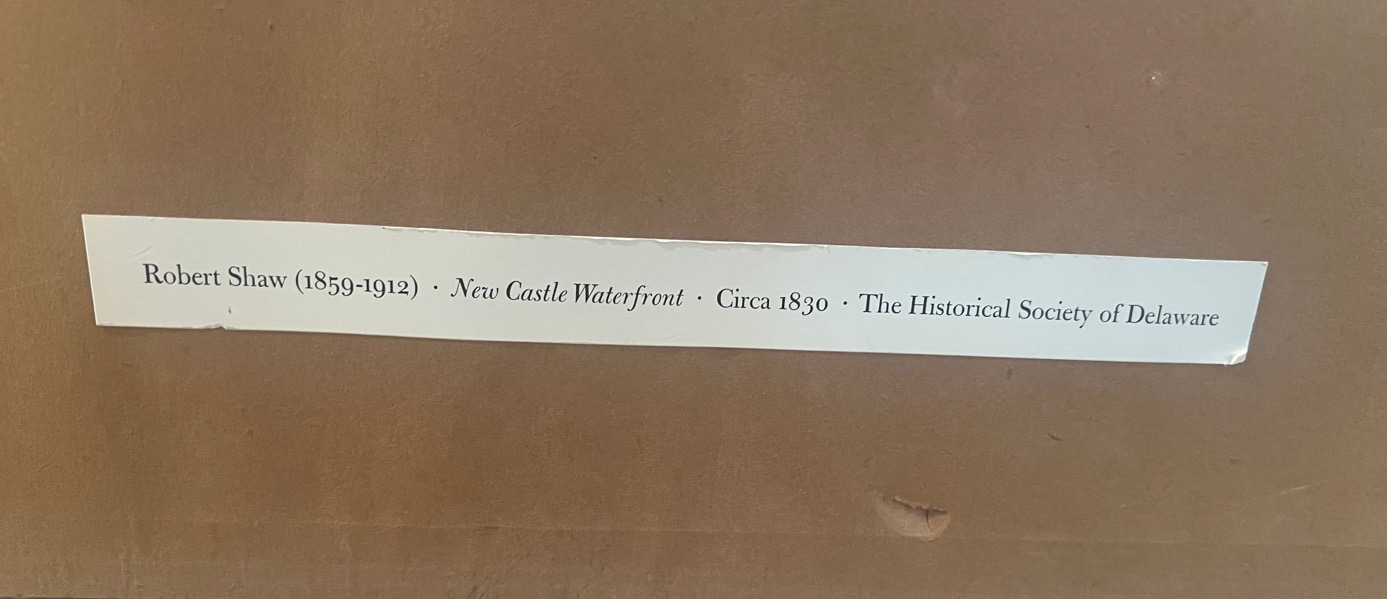 Robert Shaw (1859-1912) · New Castle Waterfront · Circa 1830 · The Historical Society of Delaware